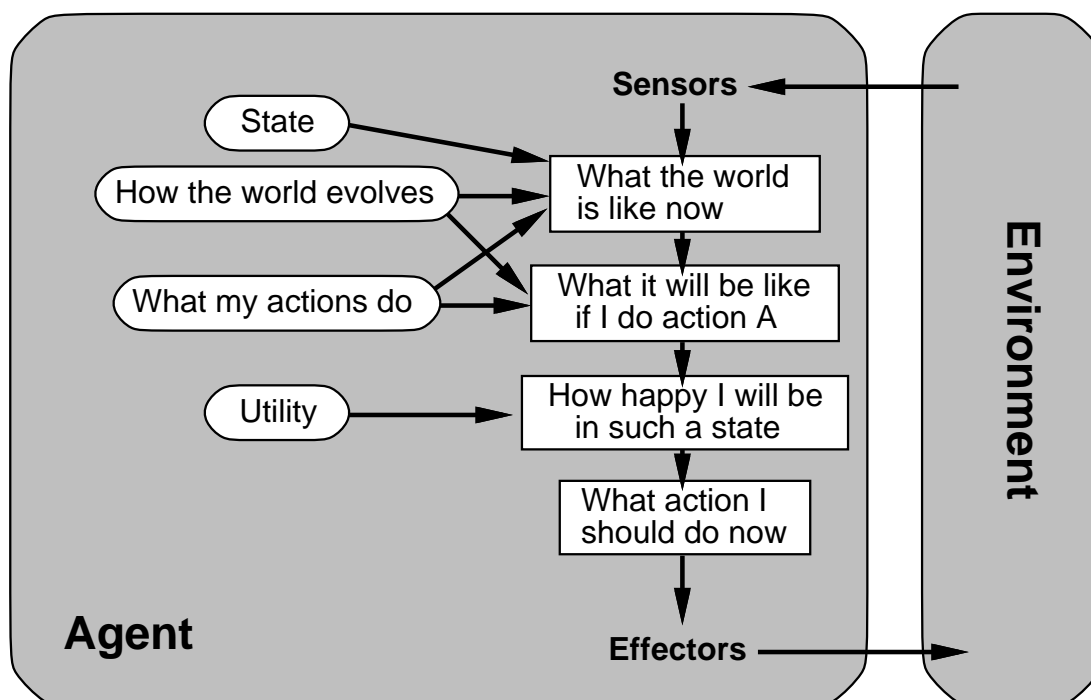 Sensors
State
How the world evolves
What the world
is like now
What my actions do
What it will be like
if I do action A
Utility
How happy I will be
in such a state
What action I
should do now
Agent
Effectors
Environment